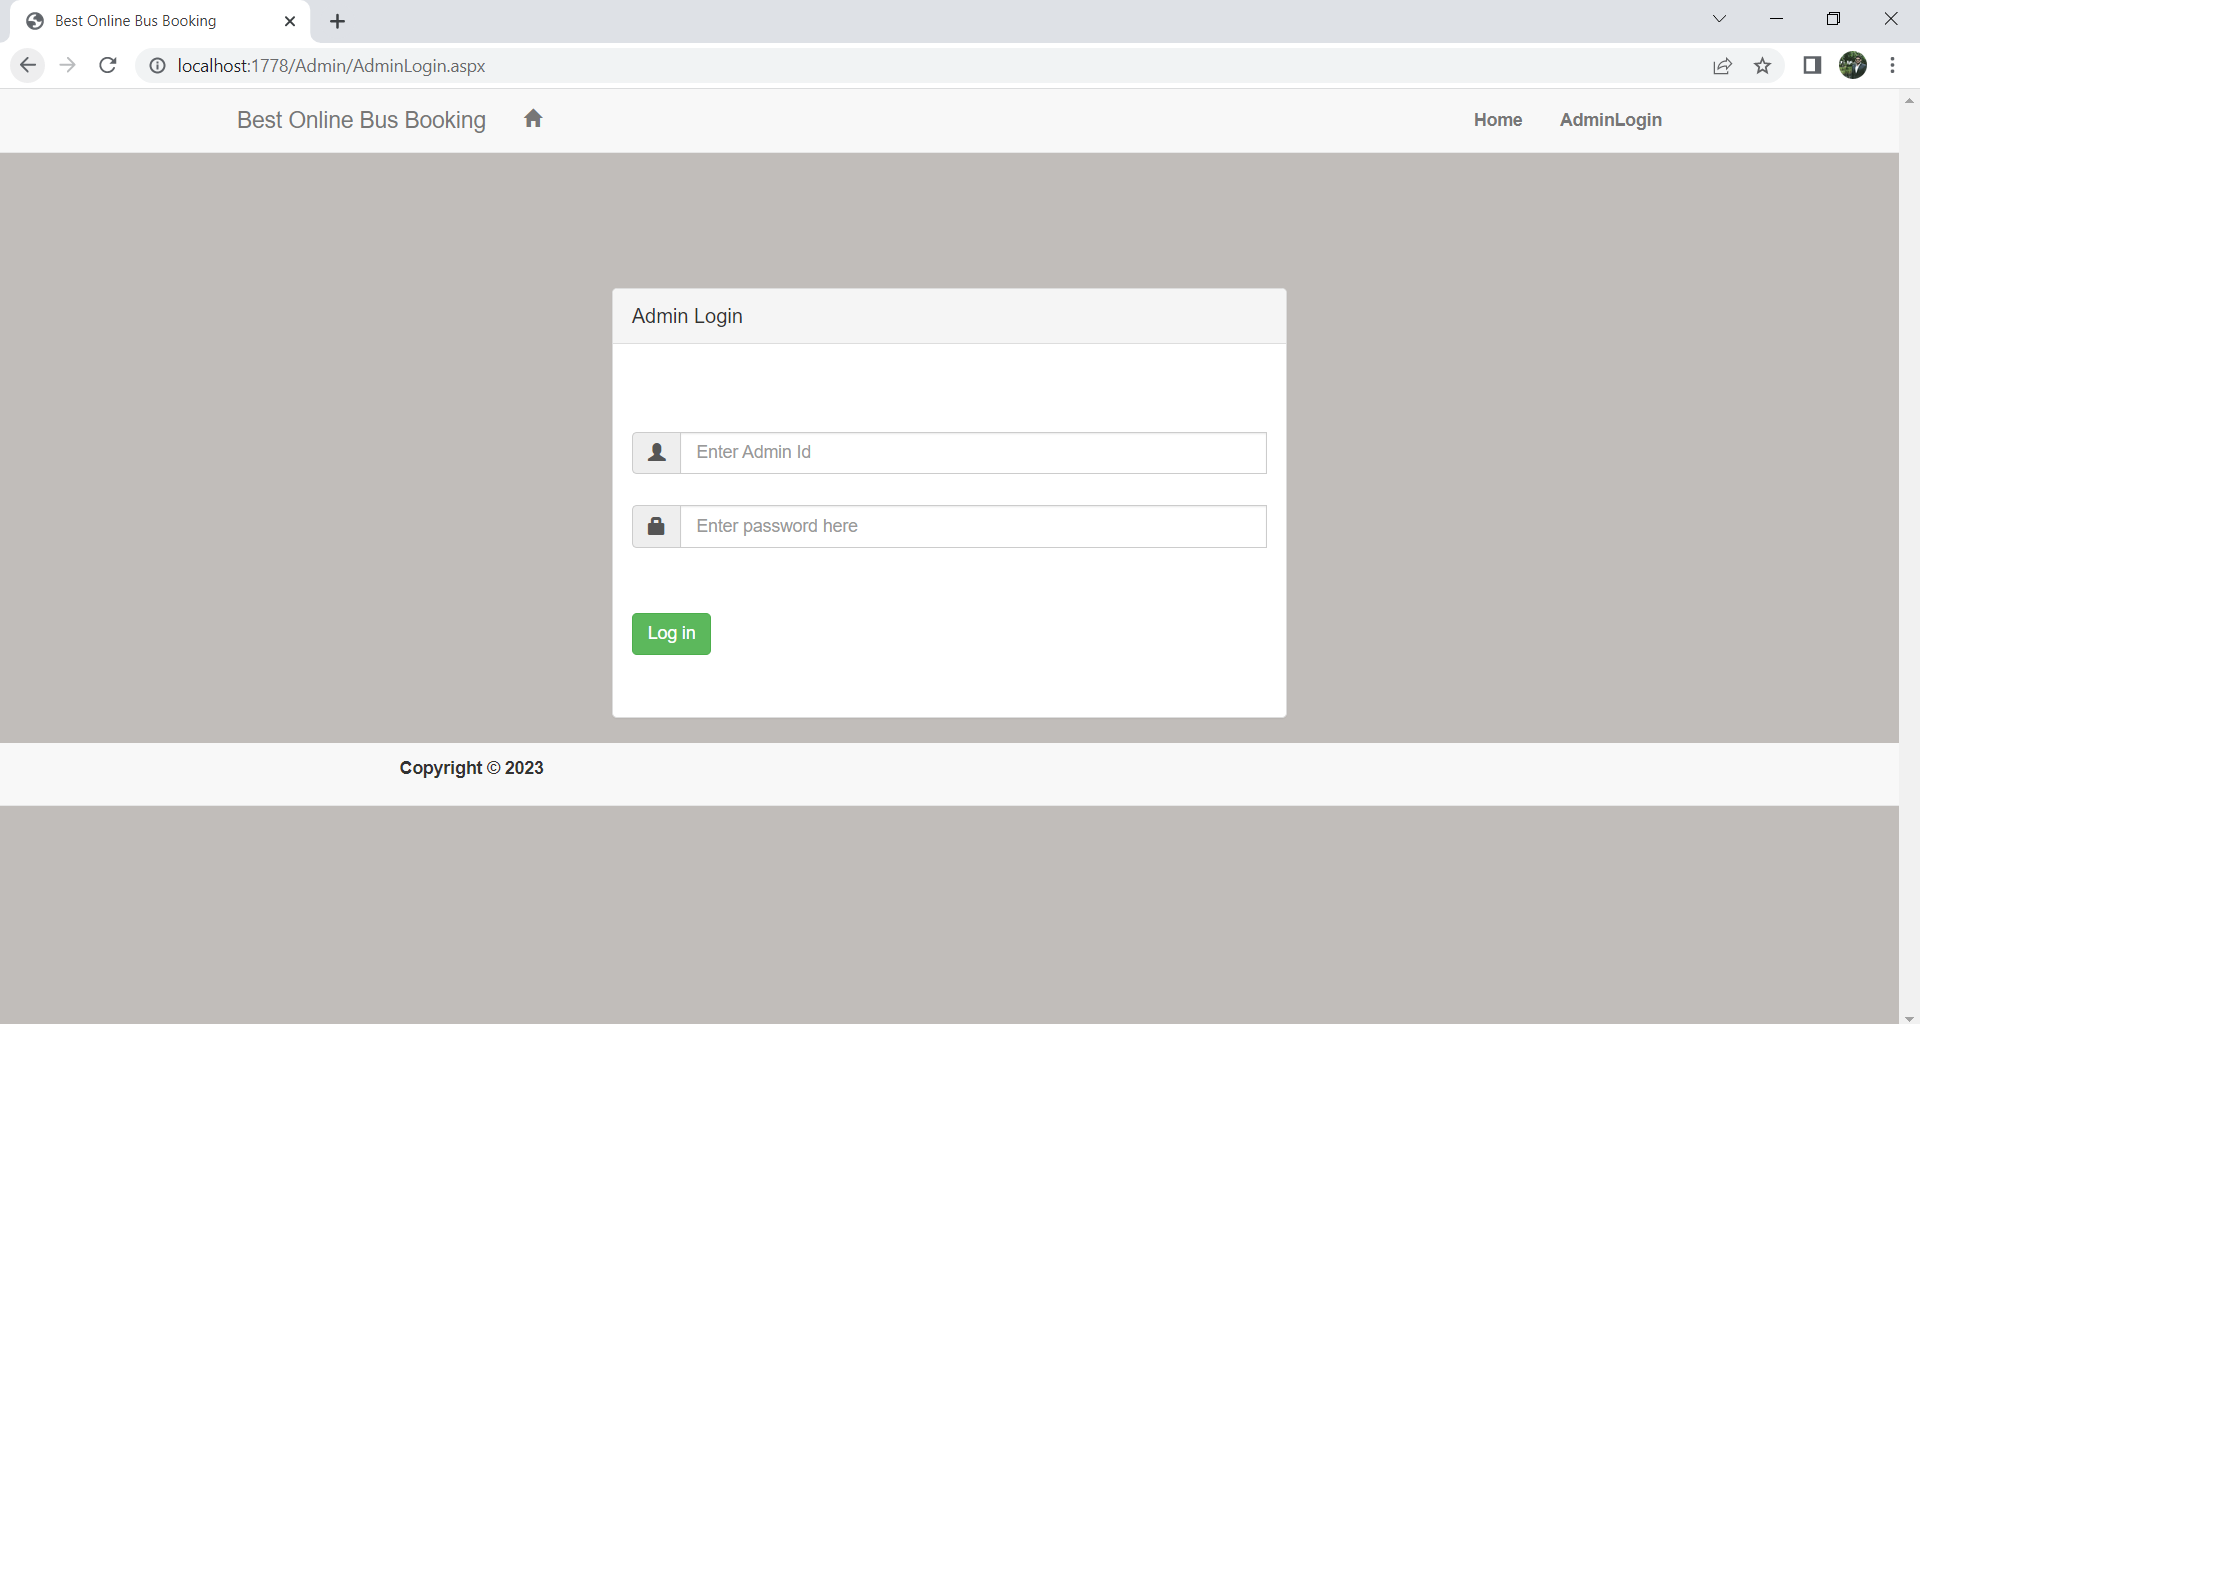 Best Online Bus Booking
localhost:1778/Admin/AdminLogin.aspx
Best Online Bus Booking Home AdminLogin
Admin Login
Enter Admin Id
Enter password here
Log in
Copyright © 2023